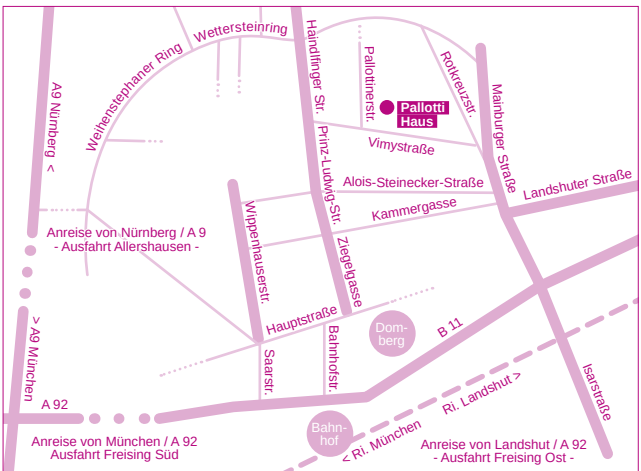 Wettersteinring
Weihenstephaner Ring
Haindlfinger Str.
Pallottinerstr.
Rotkreuzstr.
A9 Nürnberg <
Pallotti
Haus
Mainburger Straße
Vimystraße
Prinz-Ludwig-Str.
Alois-Steinecker-Straße
Landshuter Straße
Kammergasse
Wippenhauserstr.
Anreise von Nürnberg / A 9
- Ausfahrt Allershausen -
Ziegelgasse
> A9 München
Hauptstraße
Dom-
berg
B 11
Bahnhofstr.
Saarstr.
Isarstraße
Ri. Landshut >
A 92
< Ri. München
Bahn-
hof
Anreise von München / A 92
Ausfahrt Freising Süd
Anreise von Landshut / A 92
- Ausfahrt Freising Ost -